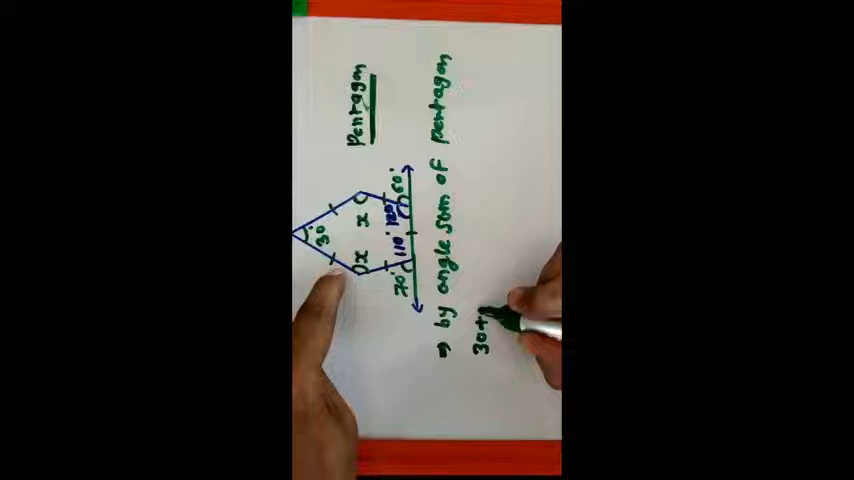 Pentagon
30
x x
110° 120°
70° 60°
⇒ by angle sum of pentagon
30+